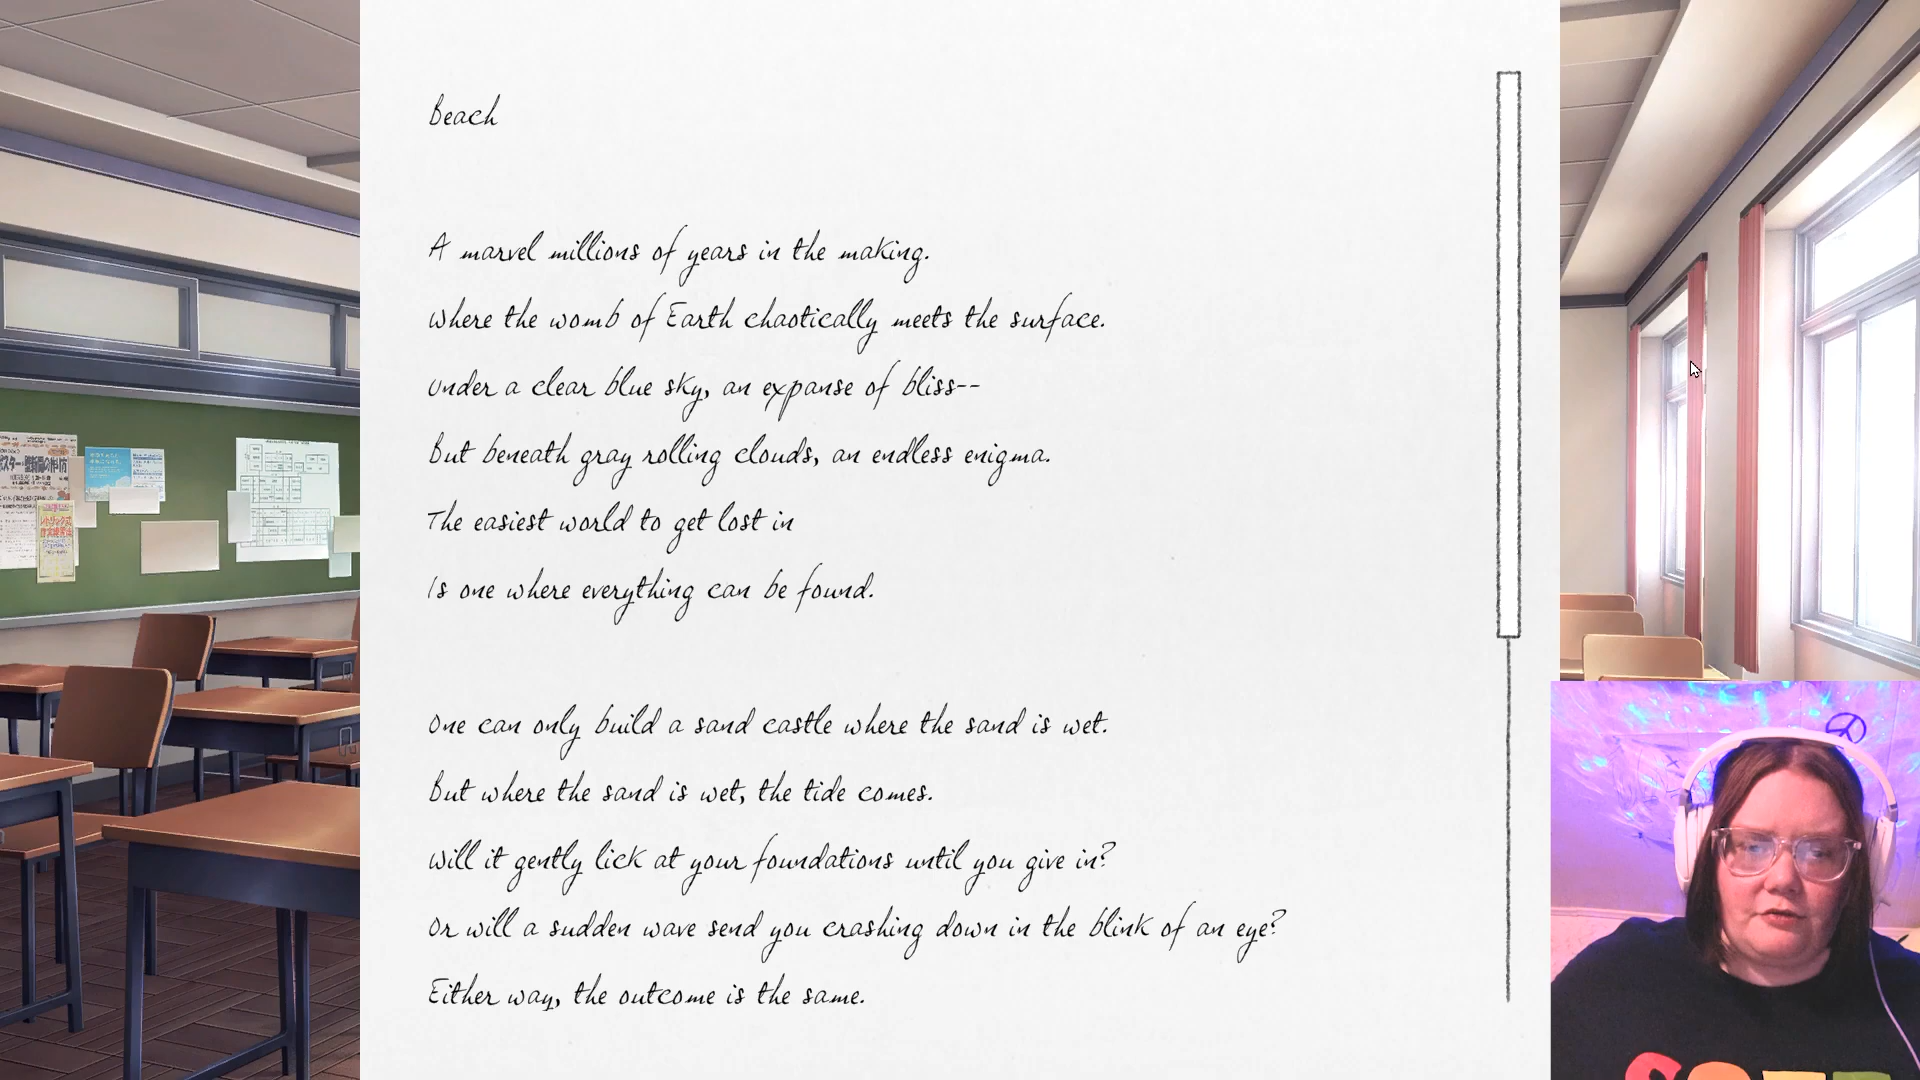 Beach
A marvel millions of years in the making.
Where the womb of Earth chaotically meets the surface.
Under a clear blue sky, an expanse of bliss--
But beneath gray rolling clouds, an endless enigma.
The easiest world to get lost in
Is one where everything can be found.
One can only build a sand castle where the sand is wet.
But where the sand is wet, the tide comes.
Will it gently lick at your foundations until you give in?
Or will a sudden wave send you crashing down in the blink of an eye?
Either way, the outcome is the same.